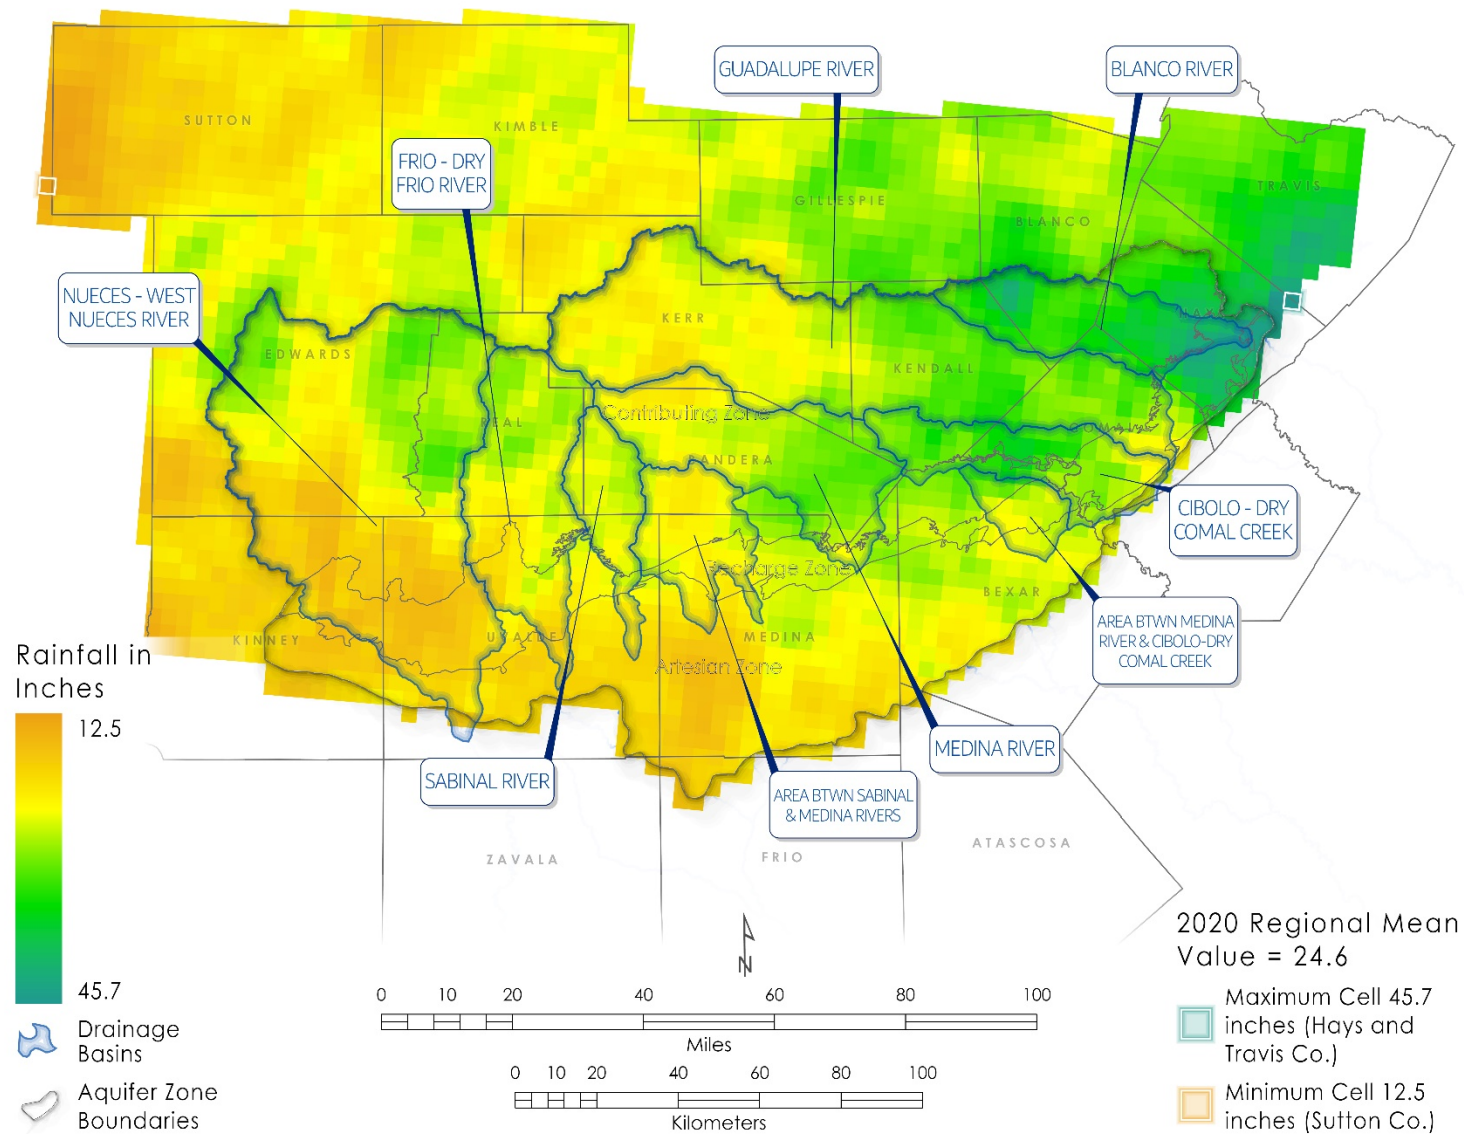 GUADALUPE RIVER
BLANCO RIVER
SUTTON
KIMBLE
FRIO - DRY
FRIO RIVER
TRAVIS
GILLESPIE
BLANCO
NUECES - WEST
NUECES RIVER
KERR
EDWARDS
KENDALL
REAL
Contributing Zone
COMAL
BANDERA
CIBOLO - DRY
COMAL CREEK
Recharge Zone
BEXAR
AREA BTWN MEDINA
RIVER & CIBOLO-DRY
COMAL CREEK
KINNEY
UVALDE
MEDINA
Artesian Zone
MEDINA RIVER
SABINAL RIVER
AREA BTWN SABINAL
& MEDINA RIVERS
ZAVALA
FRIO
ATASCOSA
Rainfall in
Inches
12.5
45.7
Drainage
Basins
Aquifer Zone
Boundaries
N
0 10 20 40 60 80 100
Miles
0 10 20 40 60 80 100
Kilometers
2020 Regional Mean
Value = 24.6
Maximum Cell 45.7
inches (Hays and
Travis Co.)
Minimum Cell 12.5
inches (Sutton Co.)